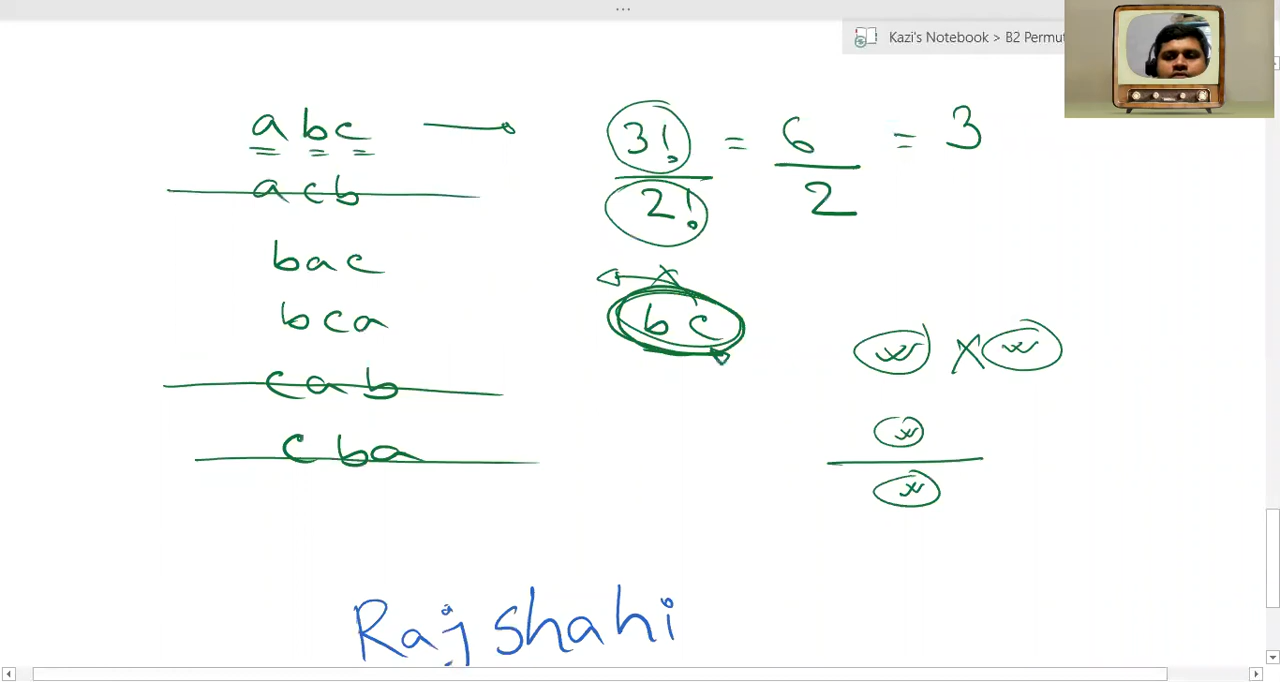 Kazi's Notebook > B2 Permut
abc → 3!/2! = 6/2 = 3
acb
bac
bca
bc
cab
cba
Rajshahi